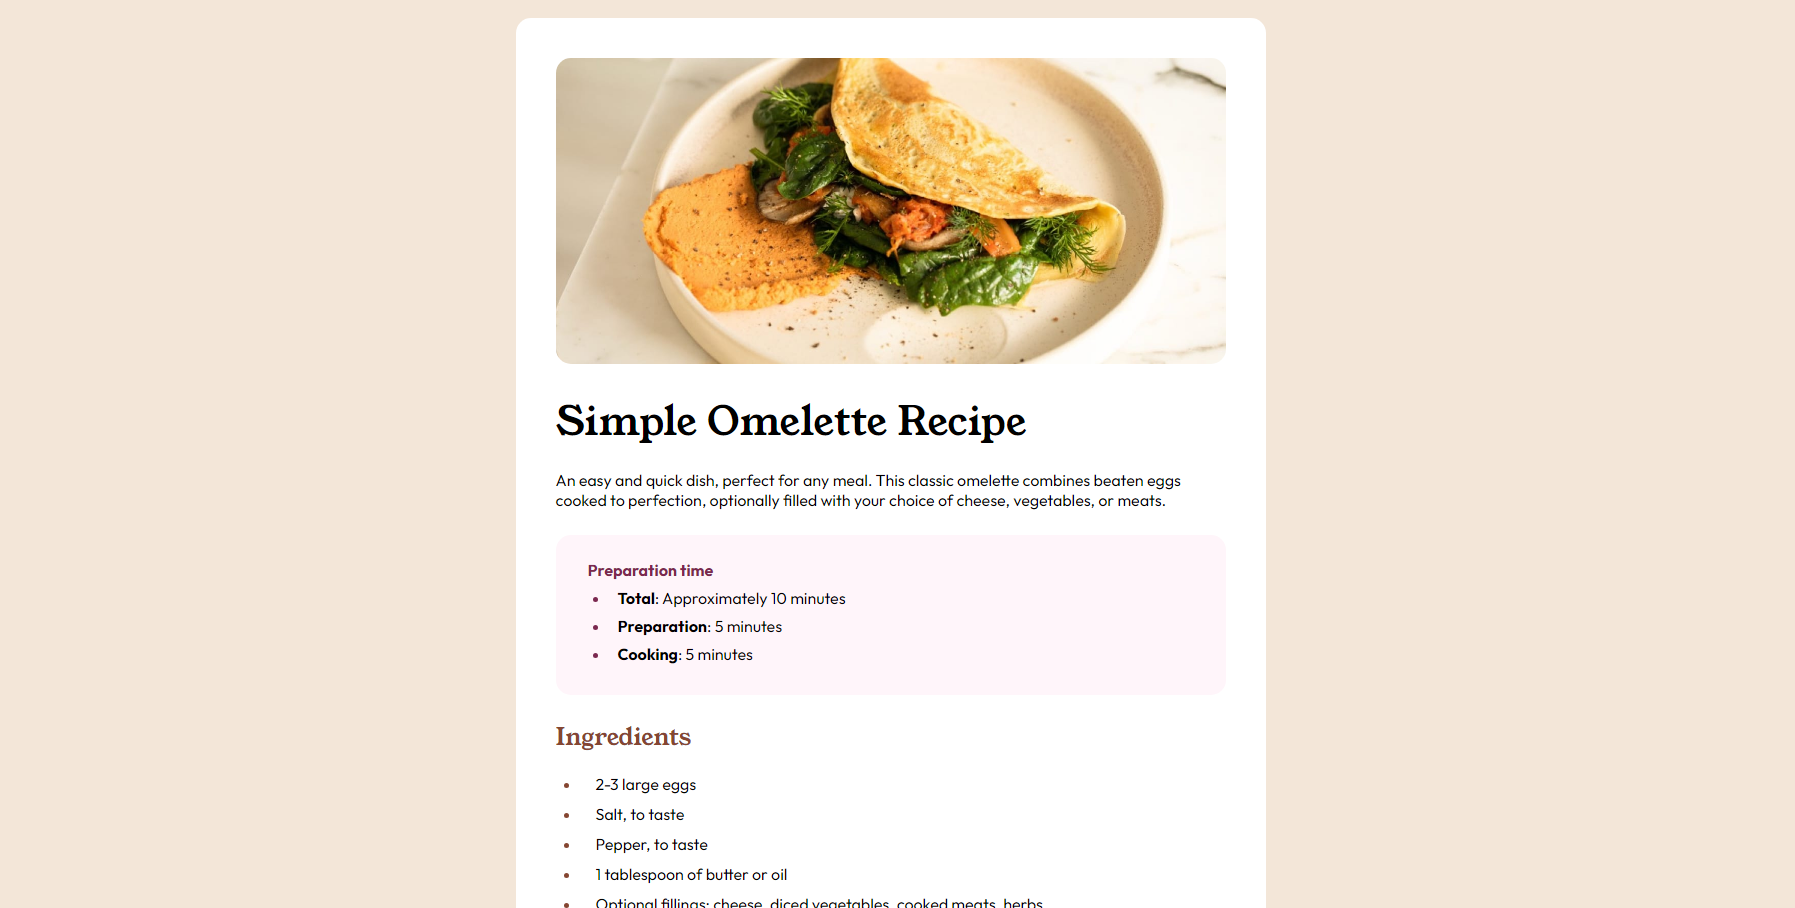 Simple Omelette Recipe
An easy and quick dish, perfect for any meal. This classic omelette combines beaten eggs
cooked to perfection, optionally filled with your choice of cheese, vegetables, or meats.
Preparation time
Total: Approximately 10 minutes
Preparation: 5 minutes
Cooking: 5 minutes
Ingredients
2-3 large eggs
Salt, to taste
Pepper, to taste
1 tablespoon of butter or oil
Optional fillings: cheese, diced vegetables, cooked meats, herbs